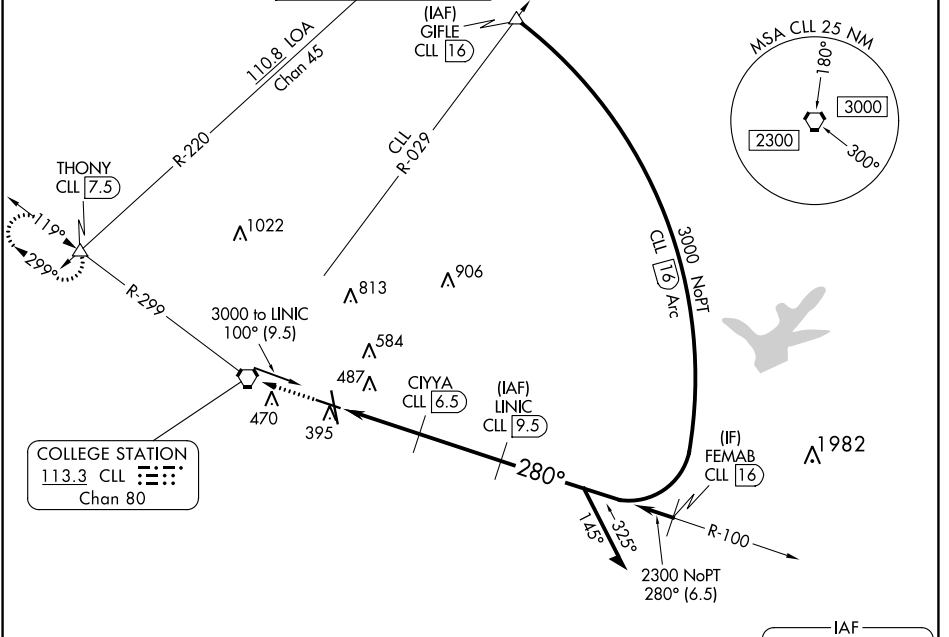 (IAF)
GIFLE
CLL 16
110.8 LOA
Chan 45
R-220
CLL
R-029
MSA CLL 25 NM
180°
3000
2300
300°
THONY
CLL 7.5
119°
299°
R-299
1022
813
906
584
487
470
395
3000 NoPT
CLL 16 Arc
3000 to LINIC
100° (9.5)
CIYYA
CLL 6.5
(IAF)
LINIC
CLL 9.5
280°
COLLEGE STATION
113.3 CLL
Chan 80
(IF)
FEMAB
CLL 16
1982
R-100
145°
325°
2300 NoPT
280° (6.5)
IAF